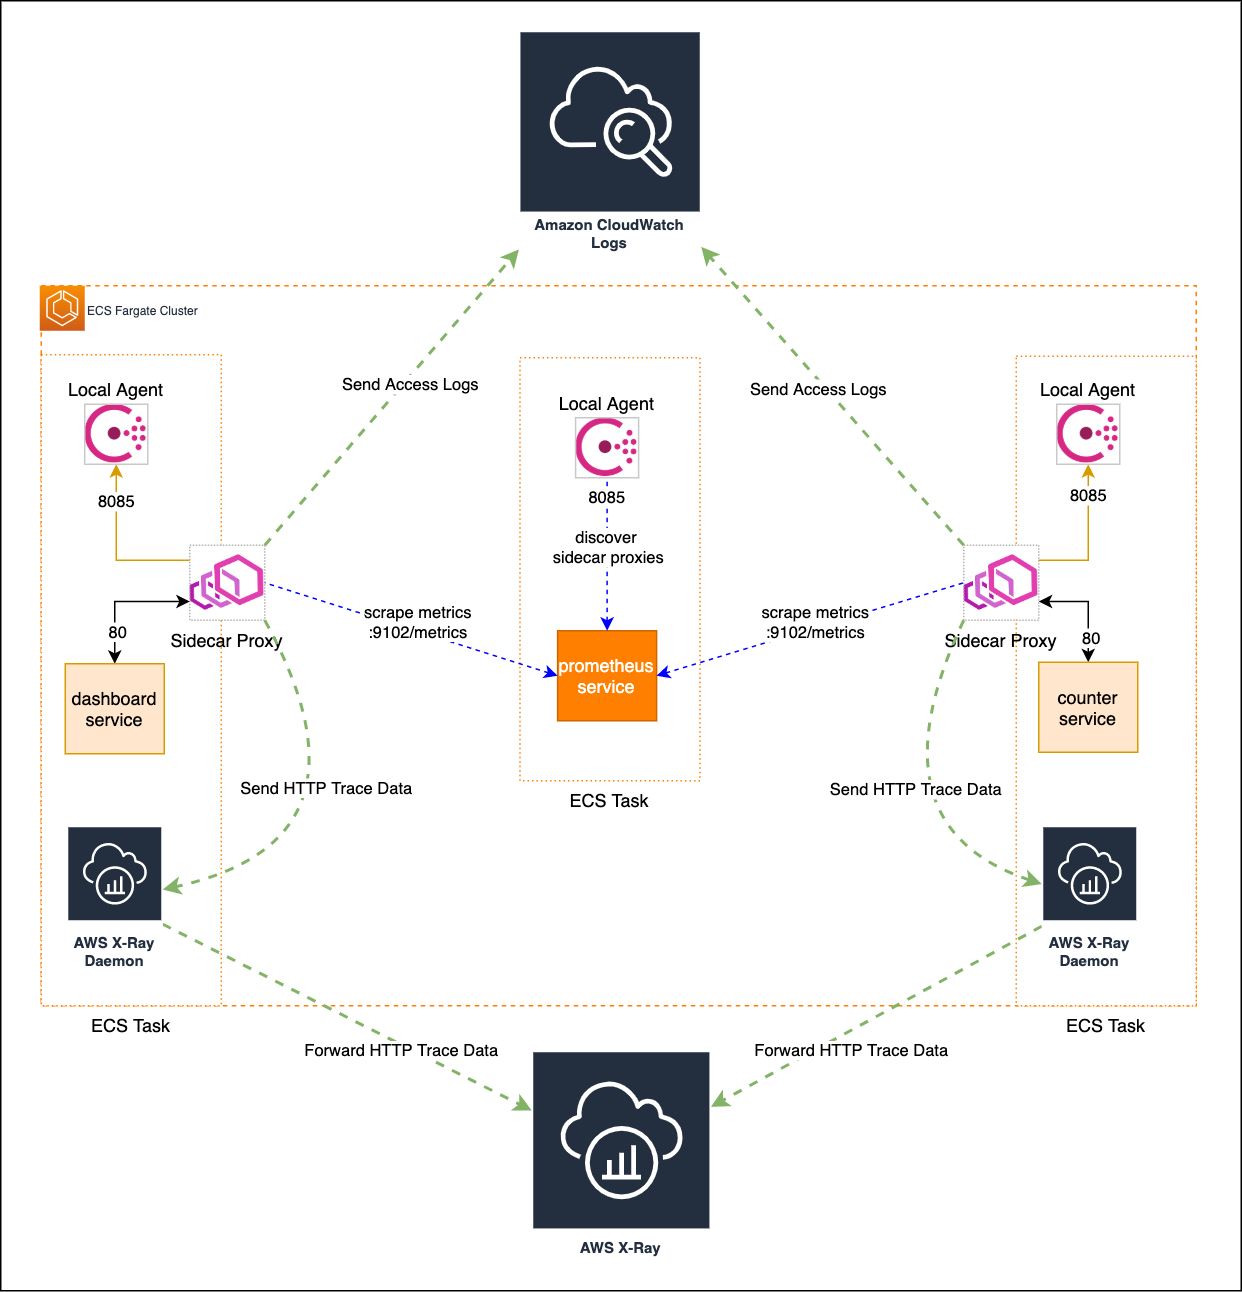 Amazon CloudWatch
Logs
ECS Fargate Cluster
Send Access Logs
Send Access Logs
Local Agent
8085
Sidecar Proxy
80
dashboard
service
Local Agent
8085
discover
sidecar proxies
scrape metrics
:9102/metrics
scrape metrics
:9102/metrics
prometheus
service
ECS Task
Local Agent
8085
Sidecar Proxy
80
counter
service
Send HTTP Trace Data
Send HTTP Trace Data
AWS X-Ray
Daemon
AWS X-Ray
Daemon
ECS Task
ECS Task
Forward HTTP Trace Data
Forward HTTP Trace Data
AWS X-Ray